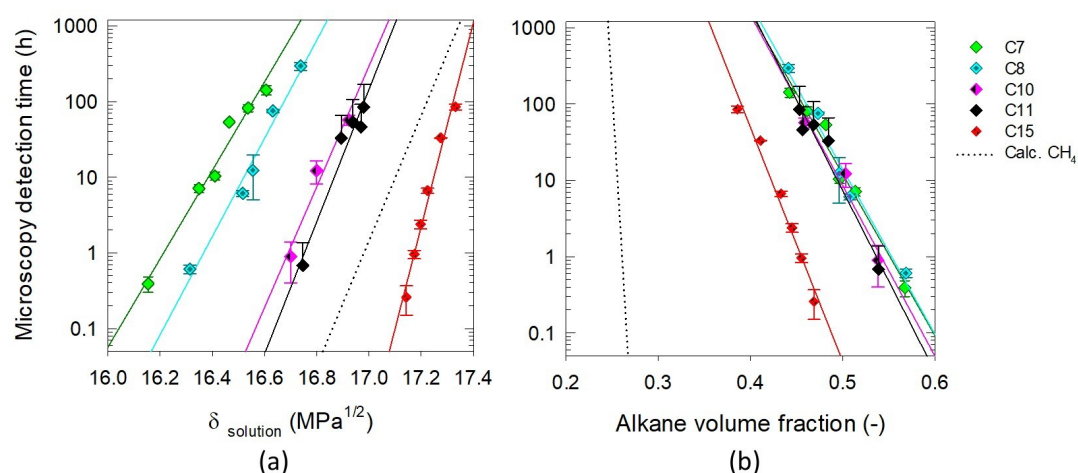 Microscopy detection time (h)
1000
100
10
1
0.1
16.0 16.2 16.4 16.6 16.8 17.0 17.2 17.4
δ solution (MPa1/2)
(a)
1000
100
10
1
0.1
0.2 0.3 0.4 0.5 0.6
Alkane volume fraction (-)
(b)
C7
C8
C10
C11
C15
Calc. CH4